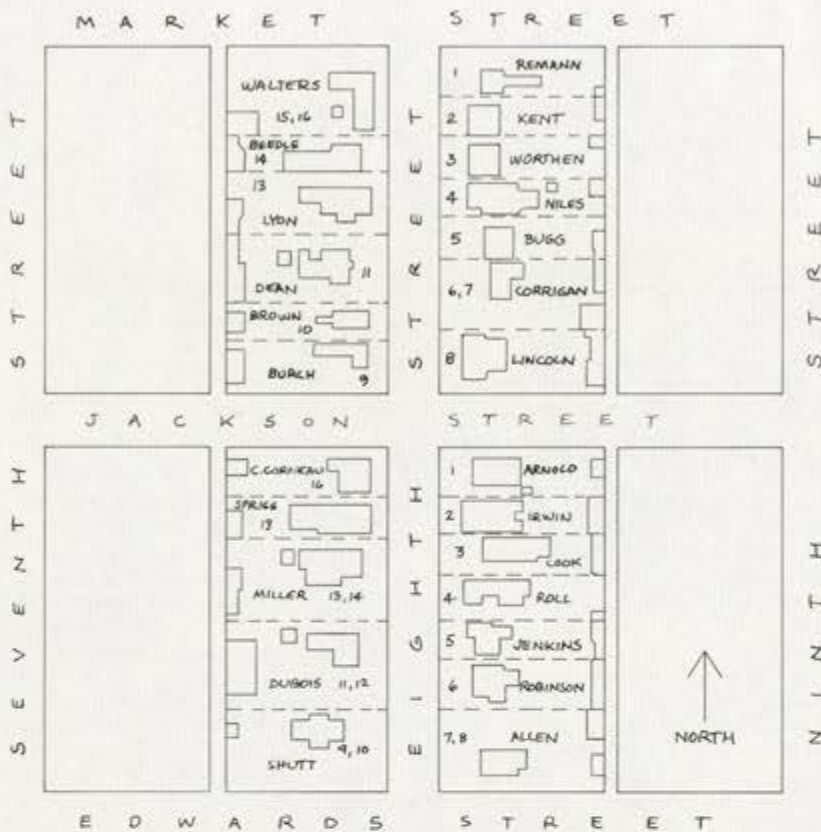 MARKET STREET
WALTERS
15,16
BEEDLE
14
13
LYON
DEAN
11
BROWN
10
BURCH
9
1 REMANN
2 KENT
3 WORTHEN
4 NILES
5 BUGG
6,7 CORRIGAN
8 LINCOLN
JACKSON STREET
C.CORNEAU
16
SPRIGG
MILLER
13,14
DUBOIS
11,12
SHUTT
9,10
1 ARNOLD
2 IRWIN
3 COOK
4 ROLL
5 JENKINS
6 ROBINSON
7,8 ALLEN
NORTH
EDWARDS STREET
SEVENTH STREET
EIGHTH STREET
NINTH STREET